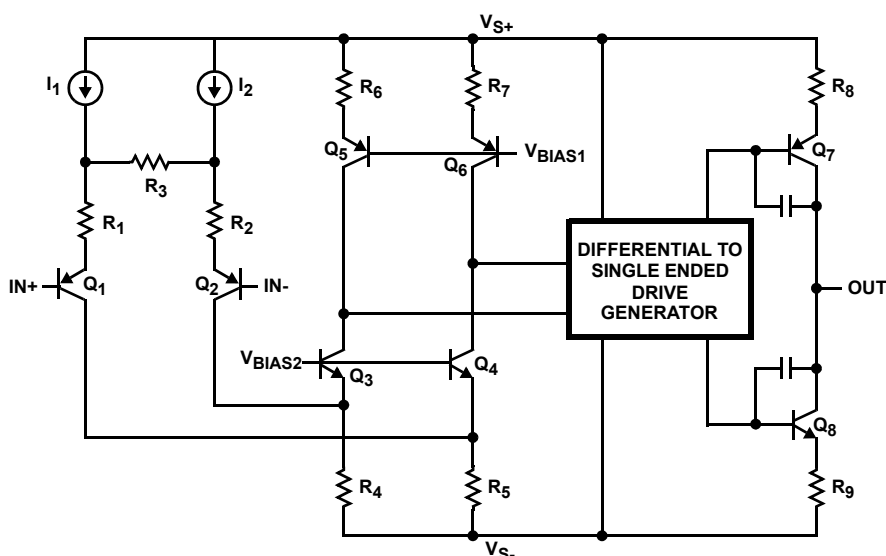 VS+
I1
I2
R6
R7
R8
Q5
Q6
VBIAS1
Q7
R3
R1
R2
DIFFERENTIAL TO
SINGLE ENDED
DRIVE
GENERATOR
IN+
Q1
Q2
IN-
OUT
VBIAS2
Q3
Q4
Q8
R4
R5
R9
VS-